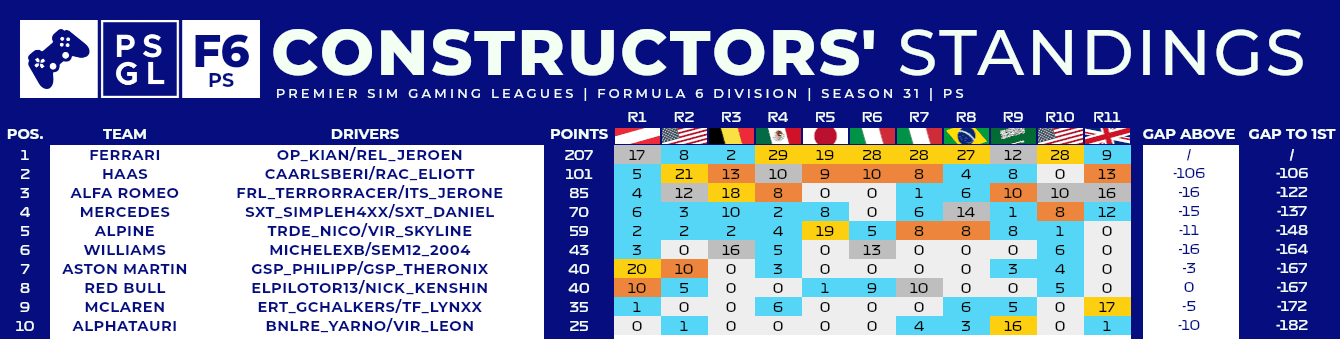 PS
GL
F6
PS
CONSTRUCTORS' STANDINGS
PREMIER SIM GAMING LEAGUES | FORMULA 6 DIVISION | SEASON 31 | PS
R1 R2 R3 R4 R5 R6 R7 R8 R9 R10 R11
POS. TEAM DRIVERS POINTS GAP ABOVE GAP TO 1ST
1 FERRARI OP_KIAN/REL_JEROEN 207 17 8 2 29 19 28 28 27 12 28 9 / /
2 HAAS CAARLSBERI/RAC_ELIOTT 101 5 21 13 10 9 10 8 4 8 0 13 -106 -106
3 ALFA ROMEO FRL_TERRORRACER/ITS_JERONE 85 4 12 18 8 0 0 1 6 10 10 16 -16 -122
4 MERCEDES SXT_SIMPLEH4XX/SXT_DANIEL 70 6 3 10 2 8 0 6 14 1 8 12 -15 -137
5 ALPINE TRDE_NICO/VIR_SKYLINE 59 2 2 2 4 19 5 8 8 8 1 0 -11 -148
6 WILLIAMS MICHELEXB/SEM12_2004 43 3 0 16 5 0 13 0 0 0 6 0 -16 -164
7 ASTON MARTIN GSP_PHILIPP/GSP_THERONIX 40 20 10 0 3 0 0 0 0 3 4 0 -3 -167
8 RED BULL ELPILOTOR13/NICK_KENSHIN 40 10 5 0 0 1 9 10 0 0 5 0 0 -167
9 MCLAREN ERT_GCHALKERS/TF_LYNXX 35 1 0 0 6 0 0 0 6 5 0 17 -5 -172
10 ALPHATAURI BNLRE_YARNO/VIR_LEON 25 0 1 0 0 0 0 4 3 16 0 1 -10 -182